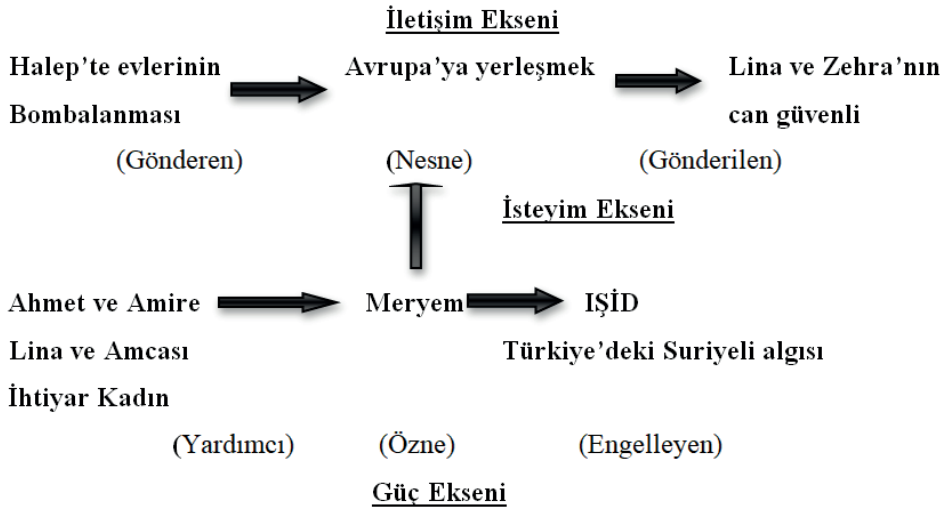 İletişim Ekseni
Halep’te evlerinin Avrupa’ya yerleşmek Lina ve Zehra’nın
Bombalanması can güvenli
(Gönderen) (Nesne) (Gönderilen)
İsteyim Ekseni
Ahmet ve Amire Meryem IŞİD
Lina ve Amcası Türkiye’deki Suriyeli algısı
İhtiyar Kadın
(Yardımcı) (Özne) (Engelleyen)
Güç Ekseni